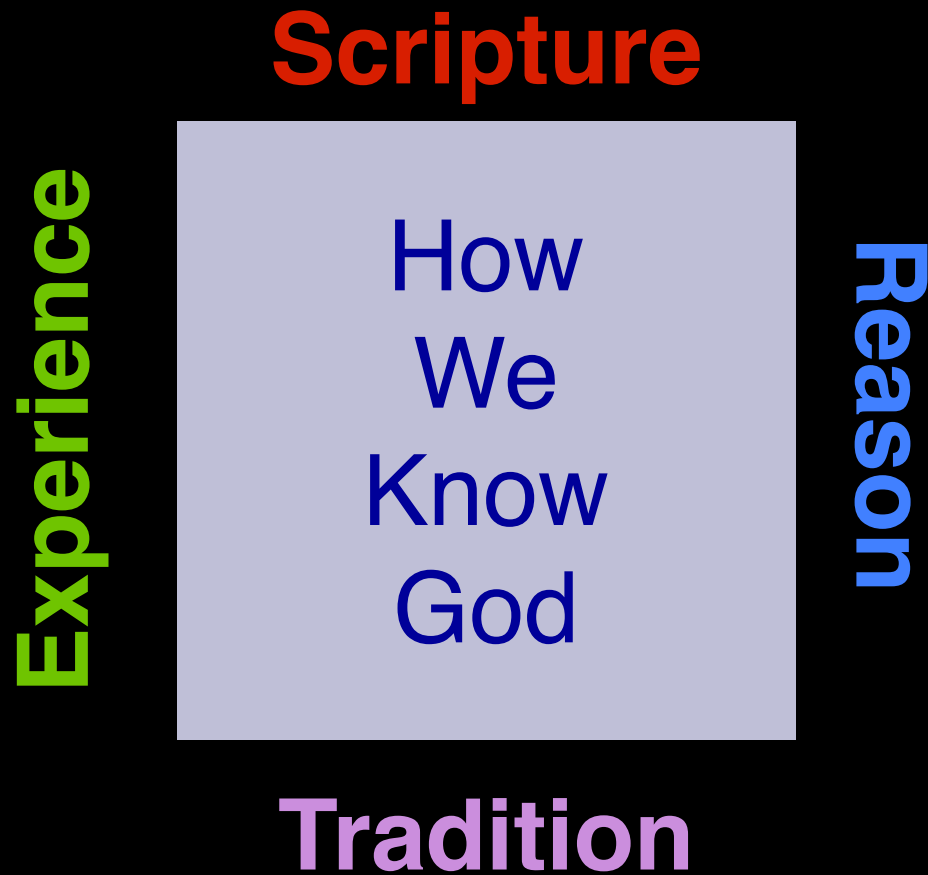 Scripture
Experience
How
We
Know
God
Reason
Tradition